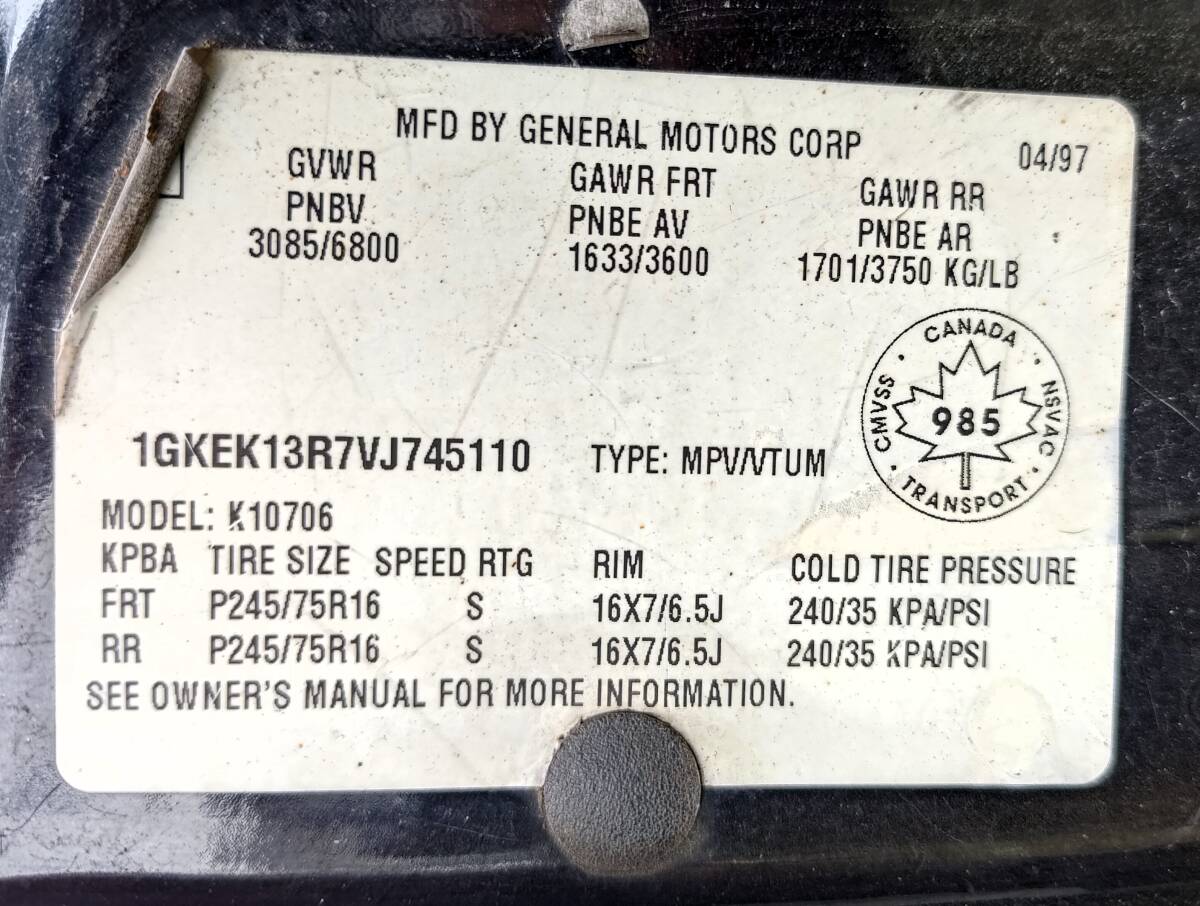 MFD BY GENERAL MOTORS CORP 04/97
GVWR GAWR FRT GAWR RR
PNBV PNBE AV PNBE AR
3085/6800 1633/3600 1701/3750 KG/LB
CANADA
CMVSS NSVAC
985
TRANSPORT
1GKEK13R7VJ745110 TYPE: MPV/VTUM
MODEL: K10706
KPBA TIRE SIZE SPEED RTG RIM COLD TIRE PRESSURE
FRT P245/75R16 S 16X7/6.5J 240/35 KPA/PSI
RR P245/75R16 S 16X7/6.5J 240/35 KPA/PSI
SEE OWNER'S MANUAL FOR MORE INFORMATION.